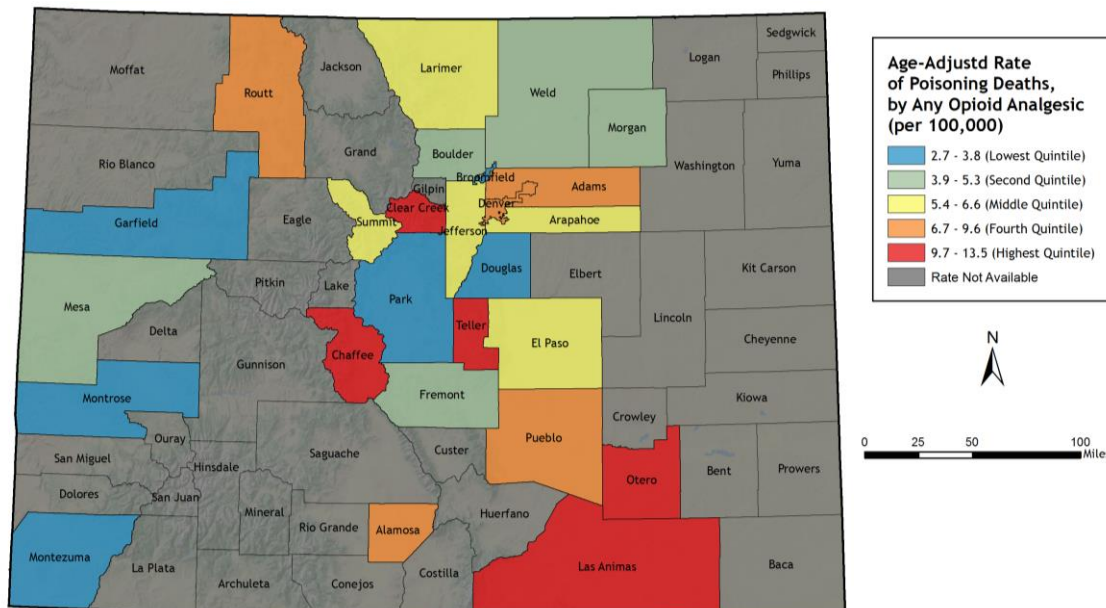 Sedgwick
Logan
Moffat
Jackson
Larimer
Phillips
Routt
Weld
Morgan
Rio Blanco
Grand
Boulder
Washington
Yuma
Broomfield
Gilpin
Adams
Garfield
Eagle
Summit
Clear Creek
Denver
Jefferson
Arapahoe
Mesa
Pitkin
Lake
Park
Douglas
Elbert
Kit Carson
Lincoln
Delta
Teller
El Paso
Cheyenne
Gunnison
Chaffee
Montrose
Fremont
Kiowa
Ouray
Crowley
San Miguel
Hinsdale
Saguache
Custer
Pueblo
Otero
Bent
Prowers
Dolores
San Juan
Mineral
Rio Grande
Alamosa
Huerfano
Montezuma
La Plata
Archuleta
Conejos
Costilla
Las Animas
Baca
Age-Adjustd Rate
of Poisoning Deaths,
by Any Opioid Analgesic
(per 100,000)
2.7 - 3.8 (Lowest Quintile)
3.9 - 5.3 (Second Quintile)
5.4 - 6.6 (Middle Quintile)
6.7 - 9.6 (Fourth Quintile)
9.7 - 13.5 (Highest Quintile)
Rate Not Available
N
0 25 50 100
Miles